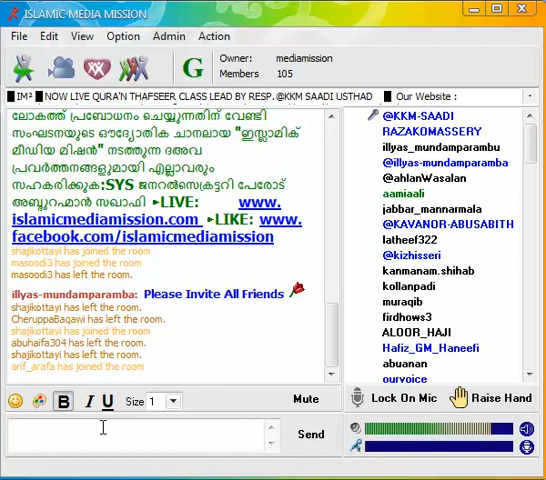 ISLAMIC MEDIA MISSION
File Edit View Option Admin Action
G
Owner: mediamission
Members 105
IM² NOW LIVE QURA'N THAFSEER CLASS LEAD BY RESP.@KKM SAADI USTHAD
Our Website :
ലോകത്ത് പ്രബോധനം ചെയ്യുന്നതിന് വേണ്ടി
സംഘടനയുടെ ഔദ്യോതിക ചാനലായ "ഇസ്ലാമിക്
മീഡിയ മിഷന്‍" നടത്തുന്ന ദഅവ
പ്രവര്‍ത്തനങ്ങളുമായി എല്ലാവരും
സഹകരിക്കുക:SYS ജനറല്‍സെക്രട്ടറി പേരോട്
അബ്ദുറഹ്മാന്‍ സഖാഫി ►LIVE: www.
islamicmediamission.com ►LIKE: www.
facebook.com/islamicmediamission
shajikottayi has joined the room.
masoodi3 has joined the room
masoodi3 has left the room.
illyas-mundamparamba: Please Invite All Friends
shajikottayi has left the room.
CheruppaBaqawi has left the room.
shajikottayi has joined the room
abuhaifa304 has left the room.
shajikottayi has left the room.
arif_arafa has joined the room
@KKM-SAADI
RAZAKOMASSERY
illyas_mundamparambu
@illyas-mundamparamba
@ahlanWasalan
aamiaali
jabbar_mannarmala
@KAVANOR-ABUSABITH
latheef322
@kizhisseri
kanmanam.shihab
kollanpadi
muraqib
firdhows3
ALOOR_HAJI
Hafiz_GM_Haneefi
abuanan
ourvoice
B I U Size 1 Mute
Lock On Mic Raise Hand
Send